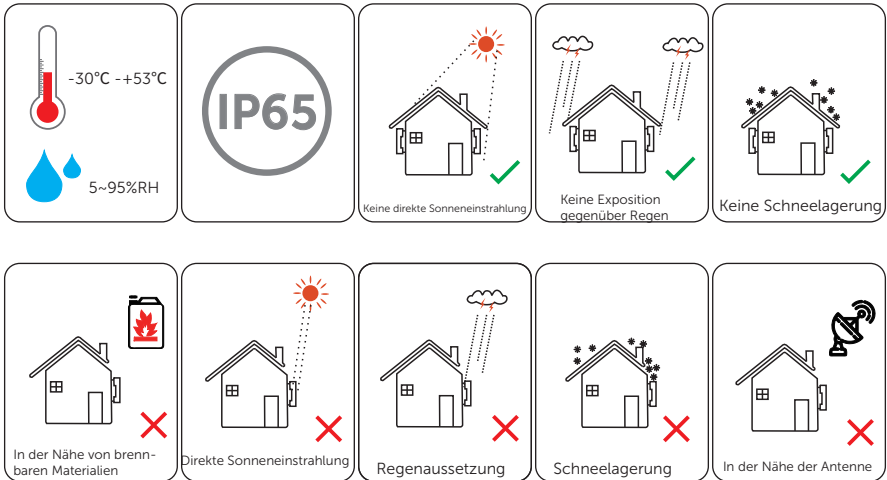 -30℃ -+53℃
5~95%RH
IP65
Keine direkte Sonneneinstrahlung
Keine Exposition
gegenüber Regen
Keine Schneelagerung
In der Nähe von brenn-
baren Materialien
Direkte Sonneneinstrahlung
Regenaussetzung
Schneelagerung
In der Nähe der Antenne